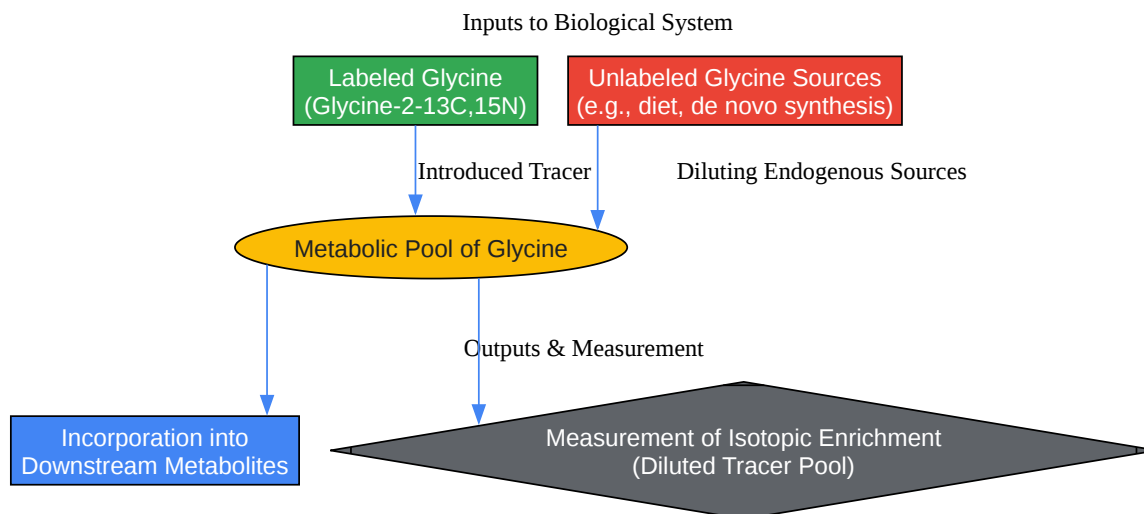 Inputs to Biological System
Labeled Glycine
(Glycine-2-13C,15N)
Unlabeled Glycine Sources
(e.g., diet, de novo synthesis)
Introduced Tracer
Diluting Endogenous Sources
Metabolic Pool of Glycine
Outputs & Measurement
Incorporation into
Downstream Metabolites
Measurement of Isotopic Enrichment
(Diluted Tracer Pool)